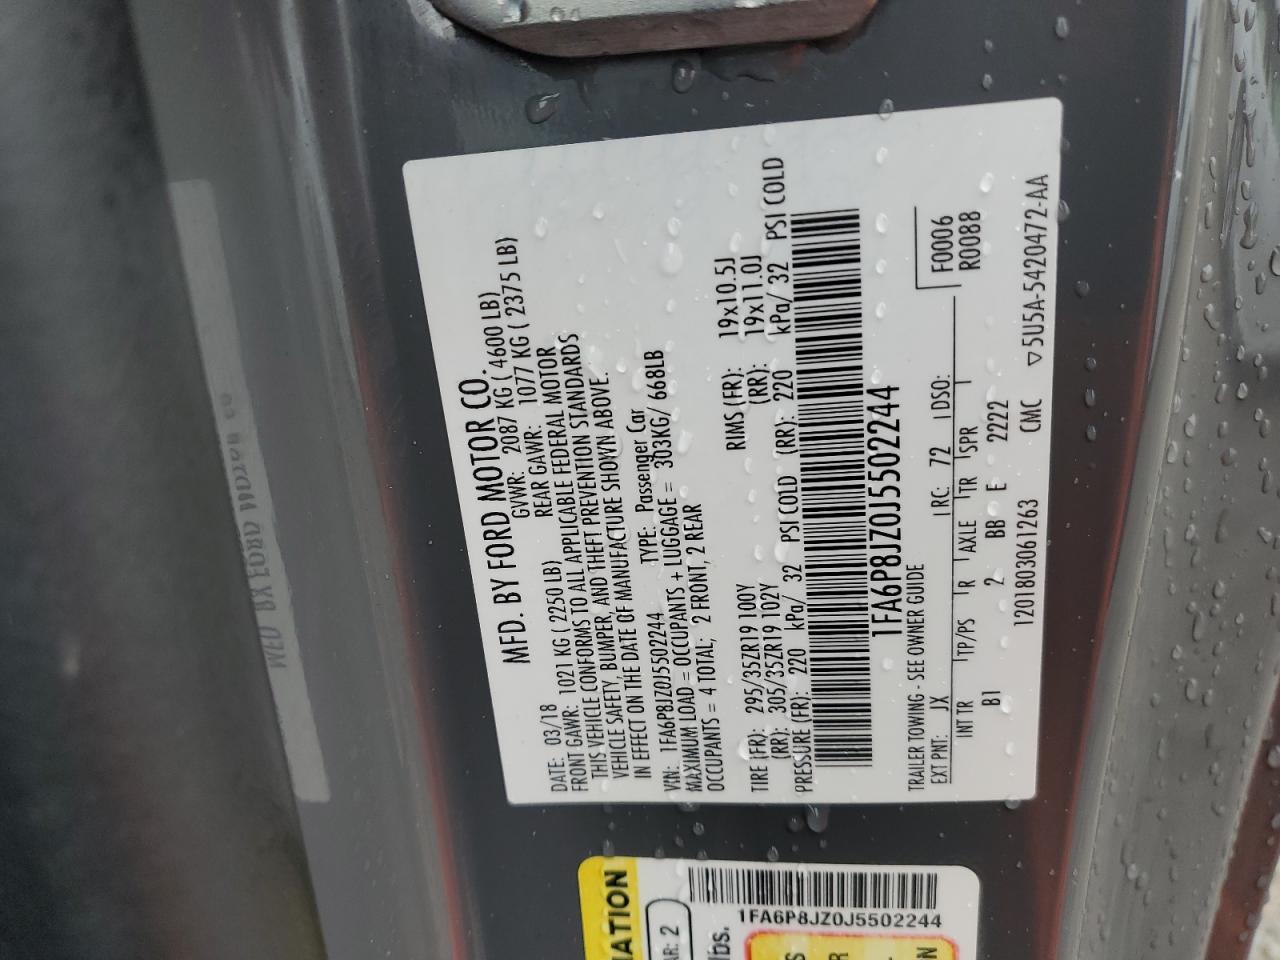 MFD. BY FORD MOTOR CO.
DATE: 03/18 GVWR: 2087 KG ( 4600 LB)
FRONT GAWR: 1021 KG ( 2250 LB) REAR GAWR: 1077 KG ( 2375 LB)
THIS VEHICLE CONFORMS TO ALL APPLICABLE FEDERAL MOTOR
VEHICLE SAFETY, BUMPER, AND THEFT PREVENTION STANDARDS
IN EFFECT ON THE DATE OF MANUFACTURE SHOWN ABOVE.
VIN: 1FA6P8JZ0J5502244 TYPE: Passenger Car
MAXIMUM LOAD = OCCUPANTS + LUGGAGE = 303KG/ 668LB
OCCUPANTS = 4 TOTAL; 2 FRONT, 2 REAR
TIRE (FR): 295/35ZR19 100Y RIMS (FR): 19x10.5J
(RR): 305/35ZR19 102Y (RR): 19x11.0J
PRESSURE (FR): 220 kPa/ 32 PSI COLD (RR): 220 kPa/ 32 PSI COLD
1FA6P8JZ0J5502244
TRAILER TOWING - SEE OWNER GUIDE
F0006
R0088
EXT PNT: JX RC: 72 DSO:
INT TR TP/PS R AXLE TR SPR
B1 2 BB E 2222
1201803061263 CMC ▽5U5A-5420472-AA
MATION
AR: 2
1FA6P8JZ0J5502244
lbs.